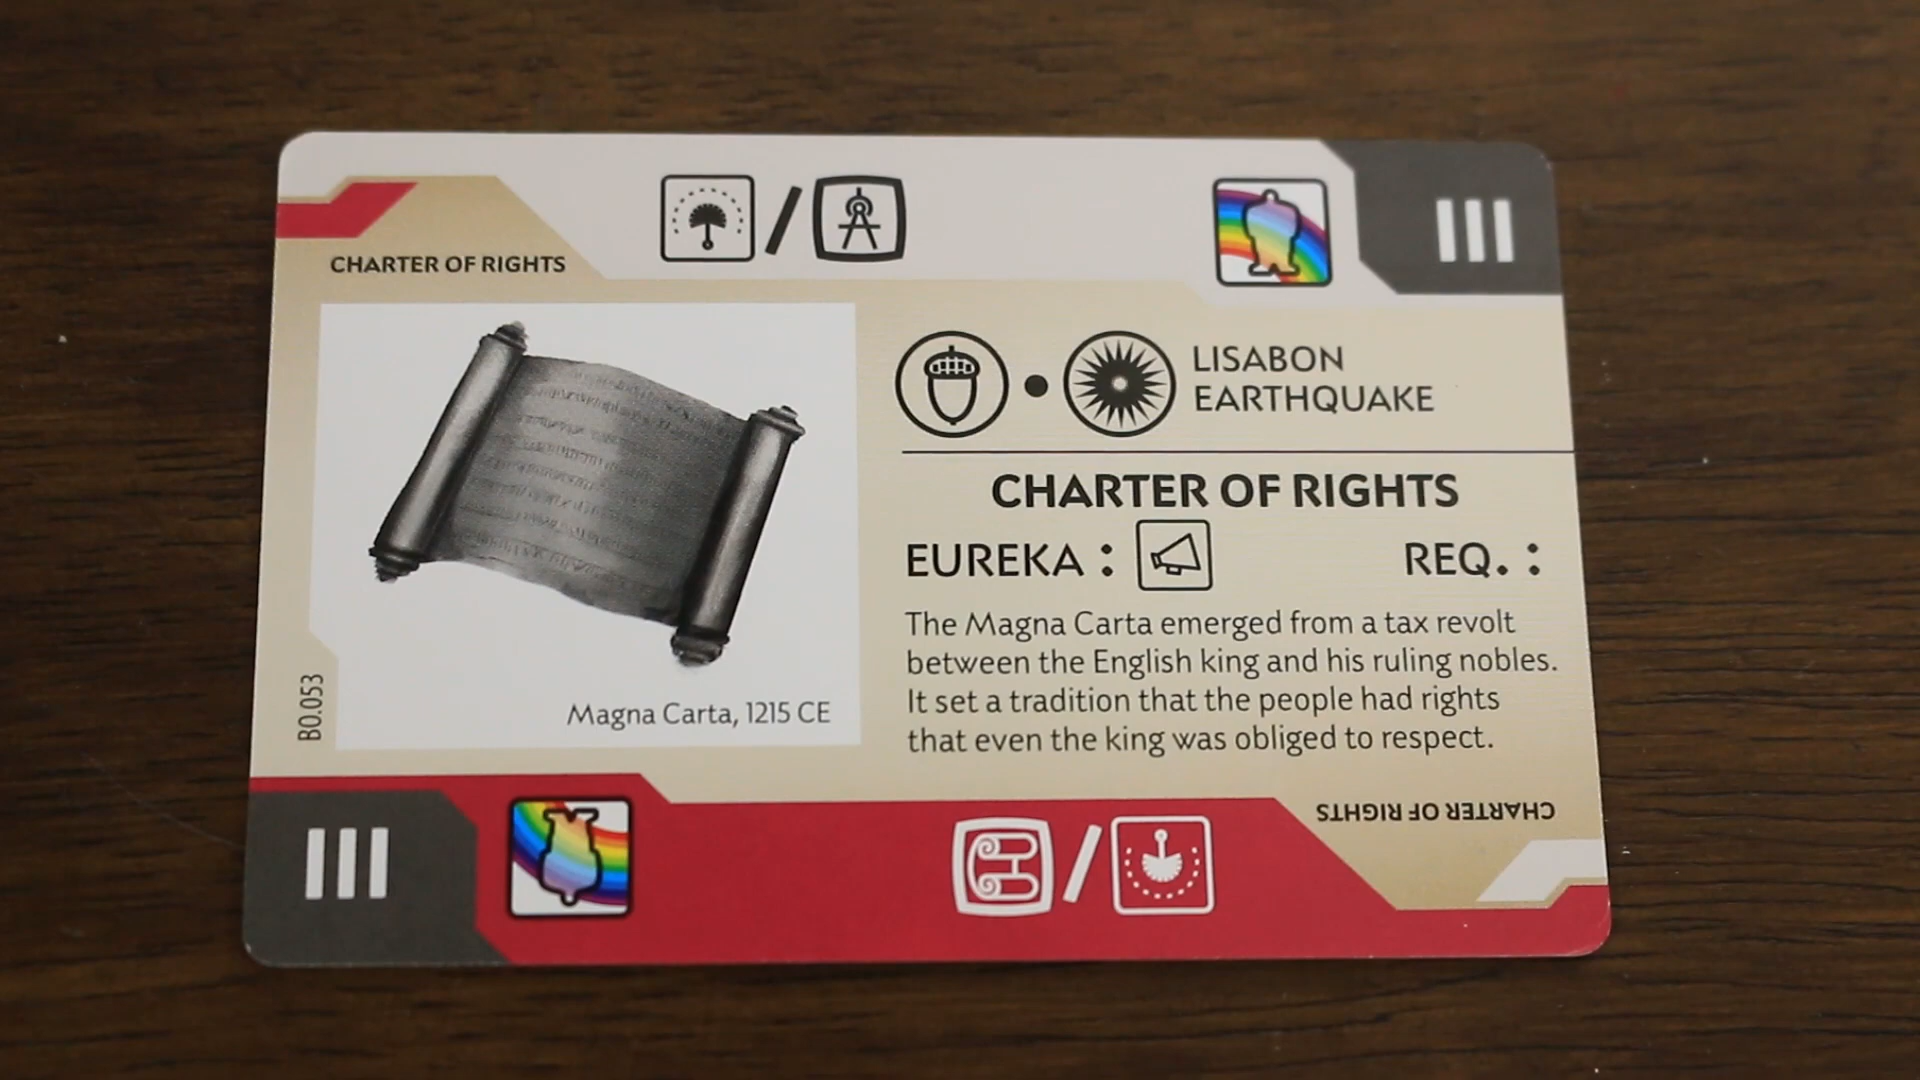 III
CHARTER OF RIGHTS
LISABON
EARTHQUAKE
CHARTER OF RIGHTS
EUREKA :
REQ. :
The Magna Carta emerged from a tax revolt
between the English king and his ruling nobles.
It set a tradition that the people had rights
that even the king was obliged to respect.
Magna Carta, 1215 CE
BO.053
CHARTER OF RIGHTS
III